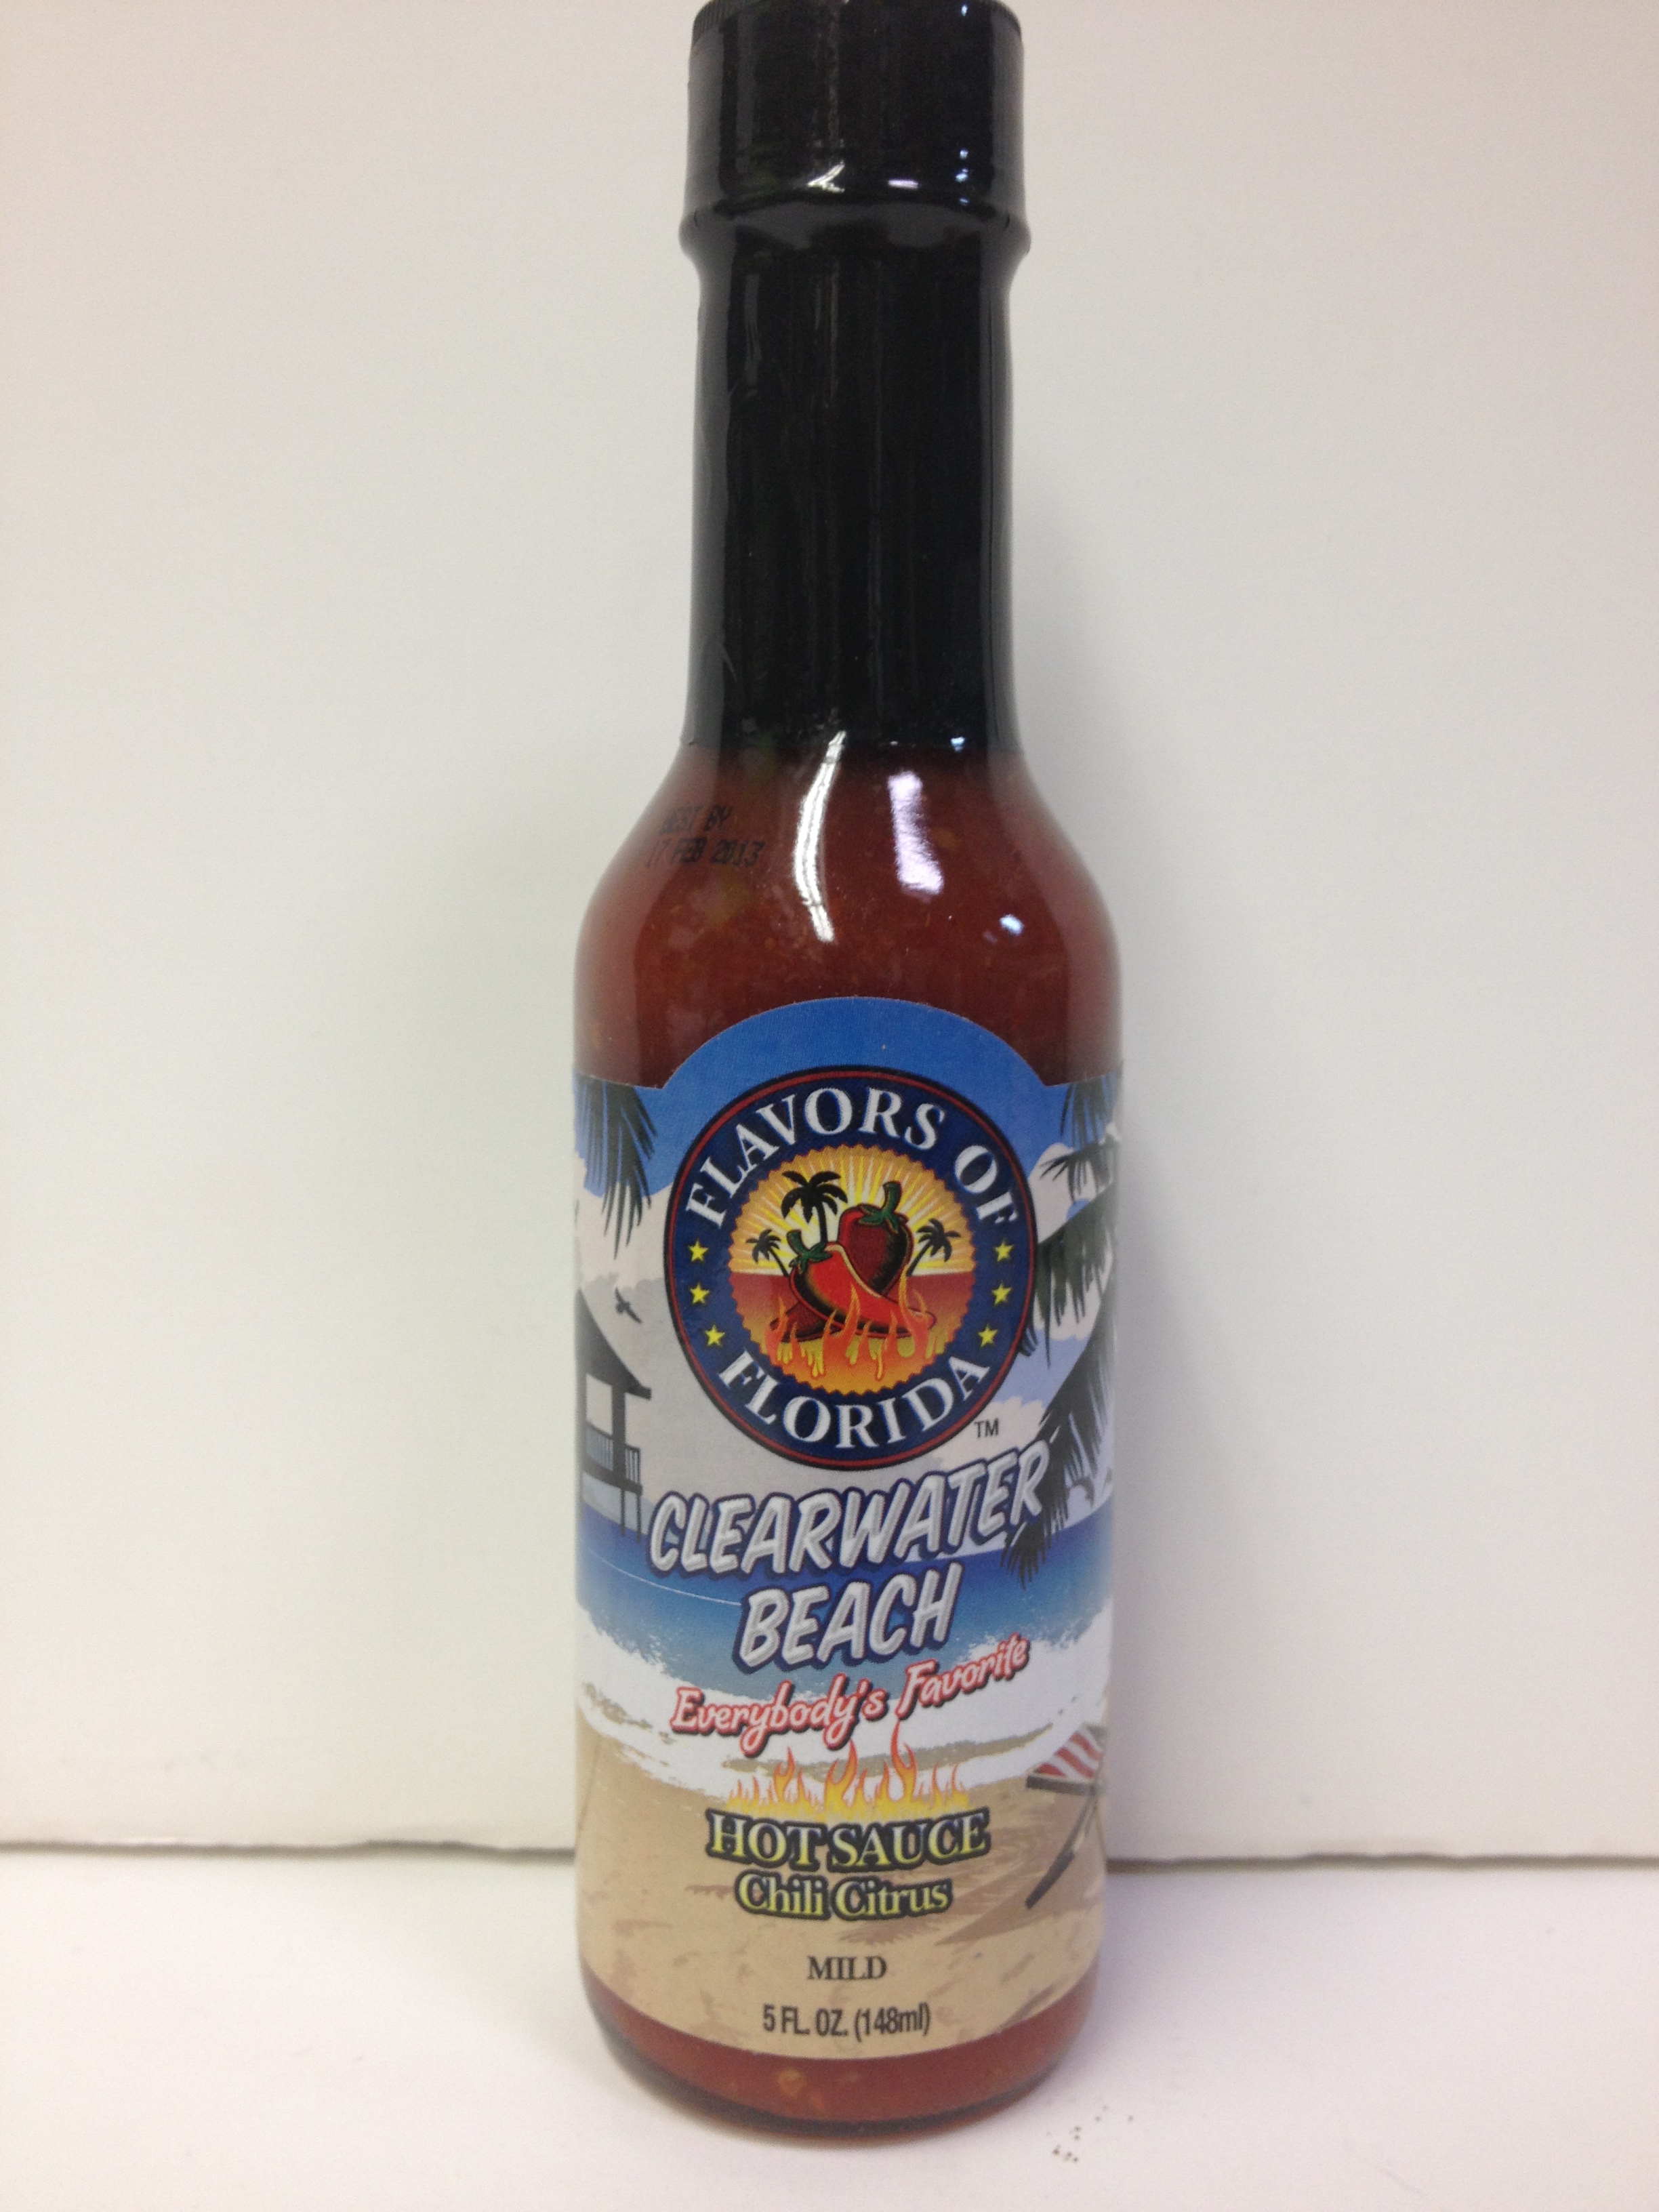 BEST BY
17 FEB 2013
FLAVORS OF
FLORIDA
TM
CLEARWATER
BEACH
Everybody's Favorite
HOT SAUCE
Chili Citrus
MILD
5 FL. OZ. (148ml)